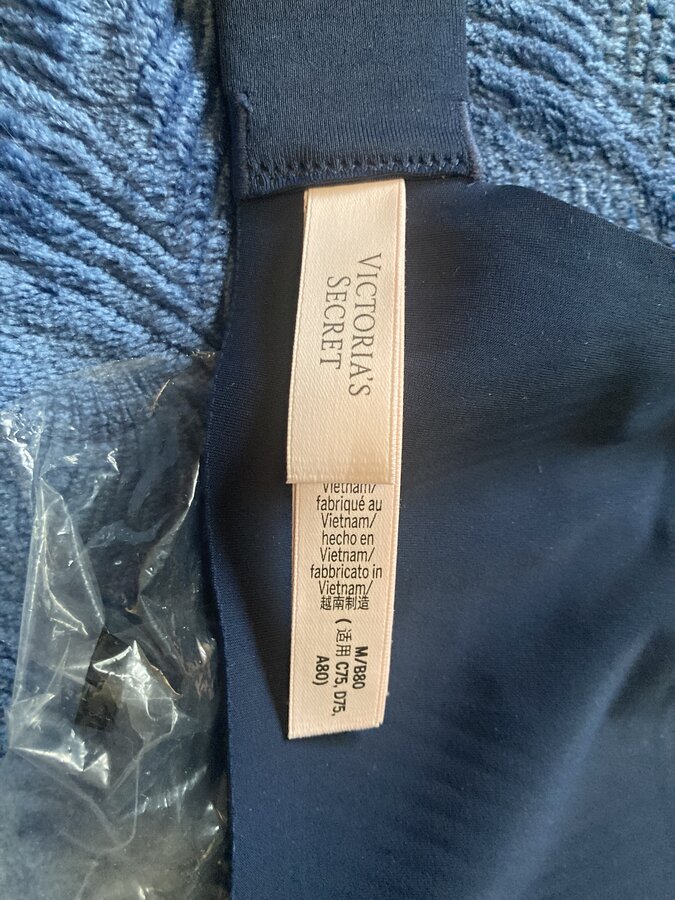 VICTORIA'S
SECRET
Vietnam/
fabriqué au
Vietnam/
hecho en
Vietnam/
fabbricato in
Vietnam/
越南制造
M/B80
(适用 C75, D75,
A80)